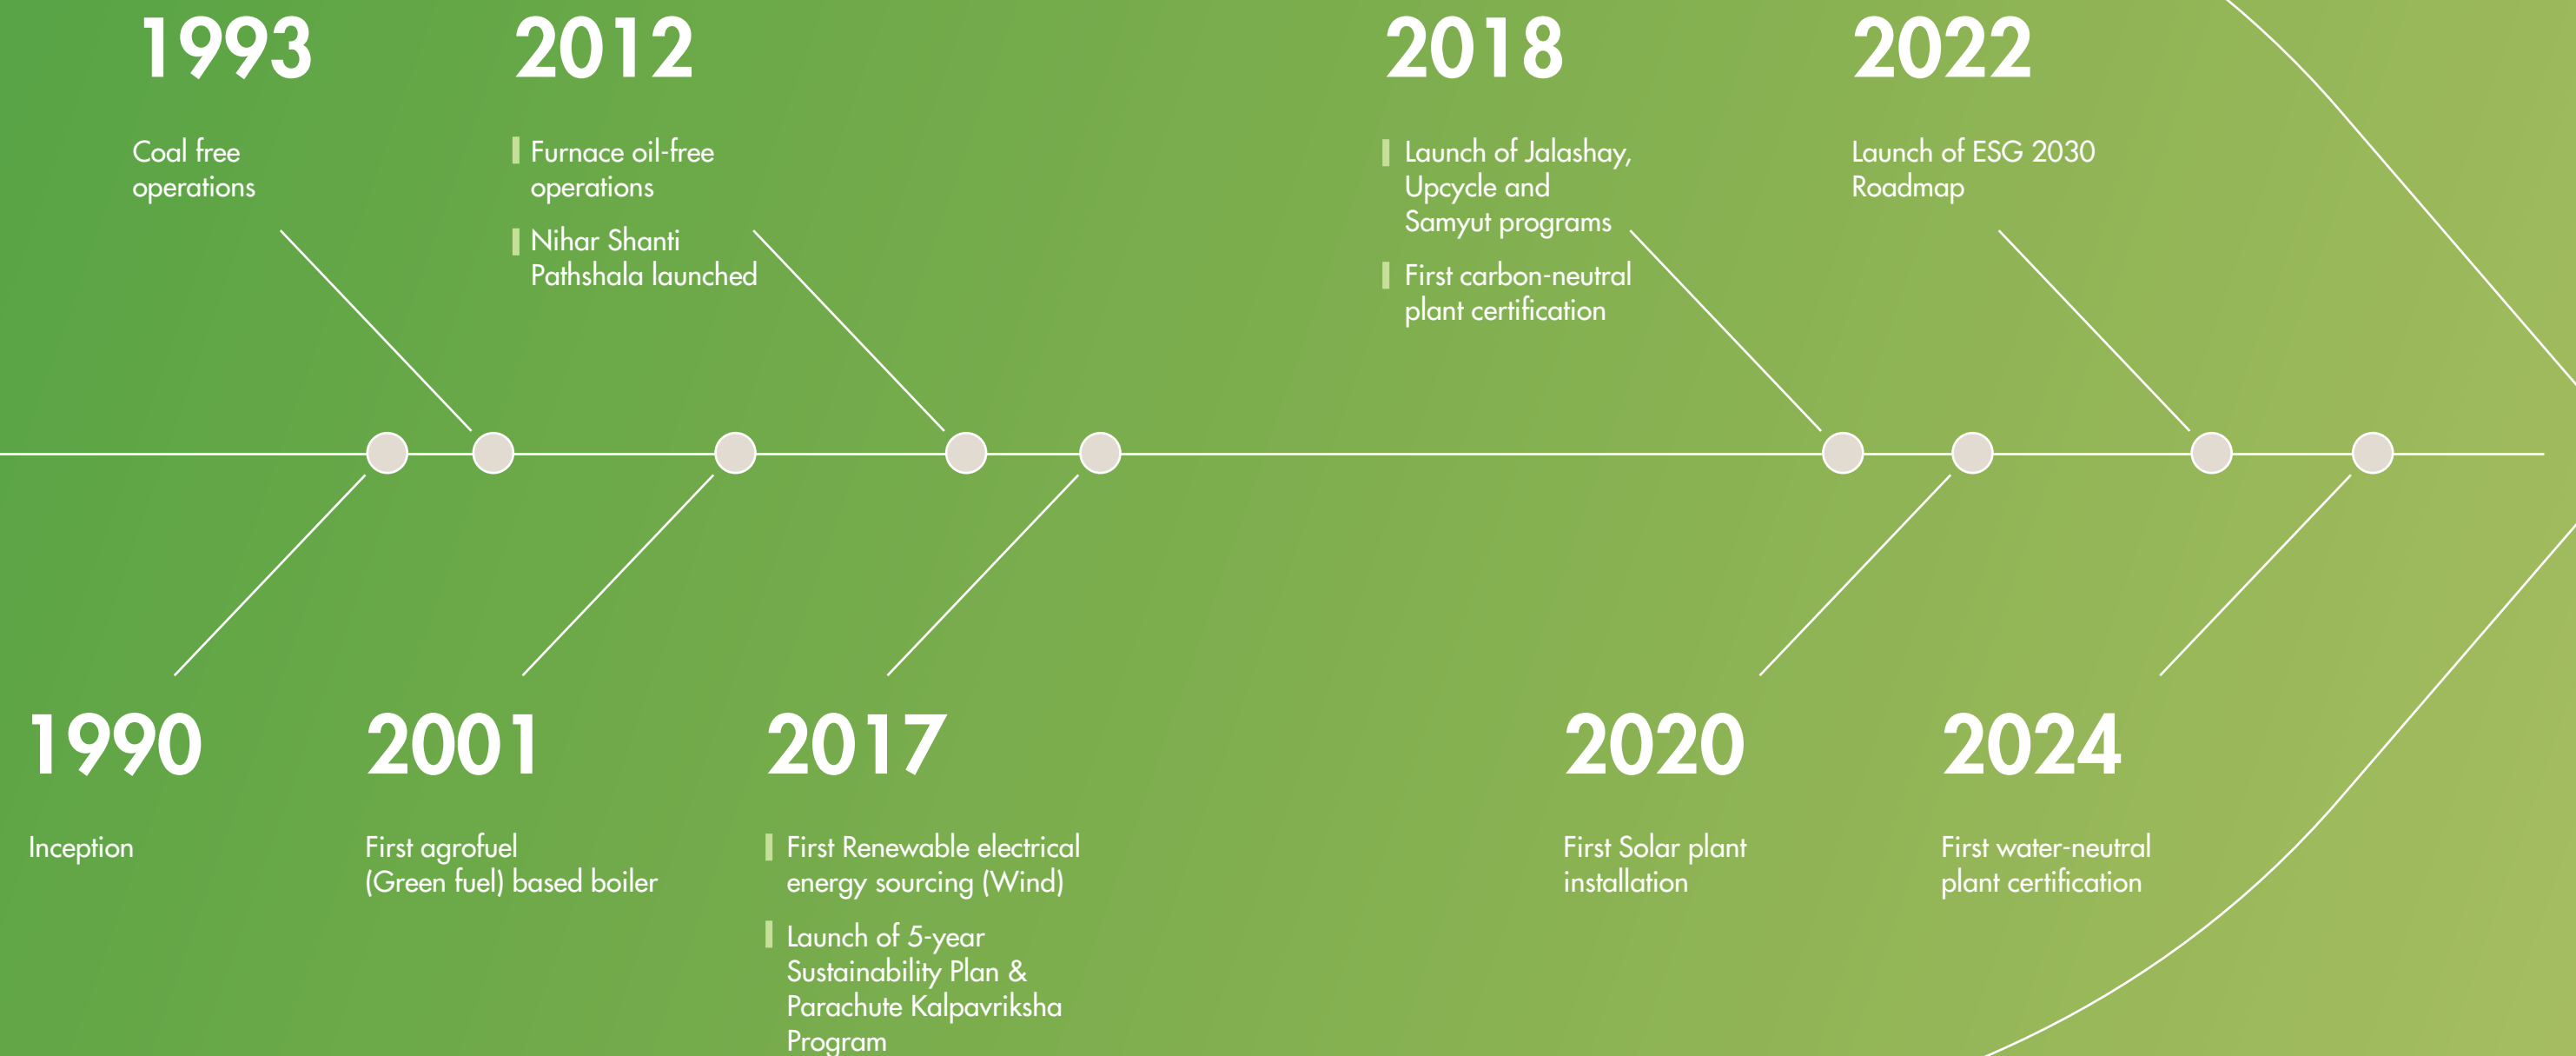 1993
Coal free
operations
2012
Furnace oil-free
operations
Nihar Shanti
Pathshala launched
2018
Launch of Jalashay,
Upcycle and
Samyut programs
First carbon-neutral
plant certification
2022
Launch of ESG 2030
Roadmap
1990
Inception
2001
First agrofuel
(Green fuel) based boiler
2017
First Renewable electrical
energy sourcing (Wind)
Launch of 5-year
Sustainability Plan &
Parachute Kalpavriksha
Program
2020
First Solar plant
installation
2024
First water-neutral
plant certification